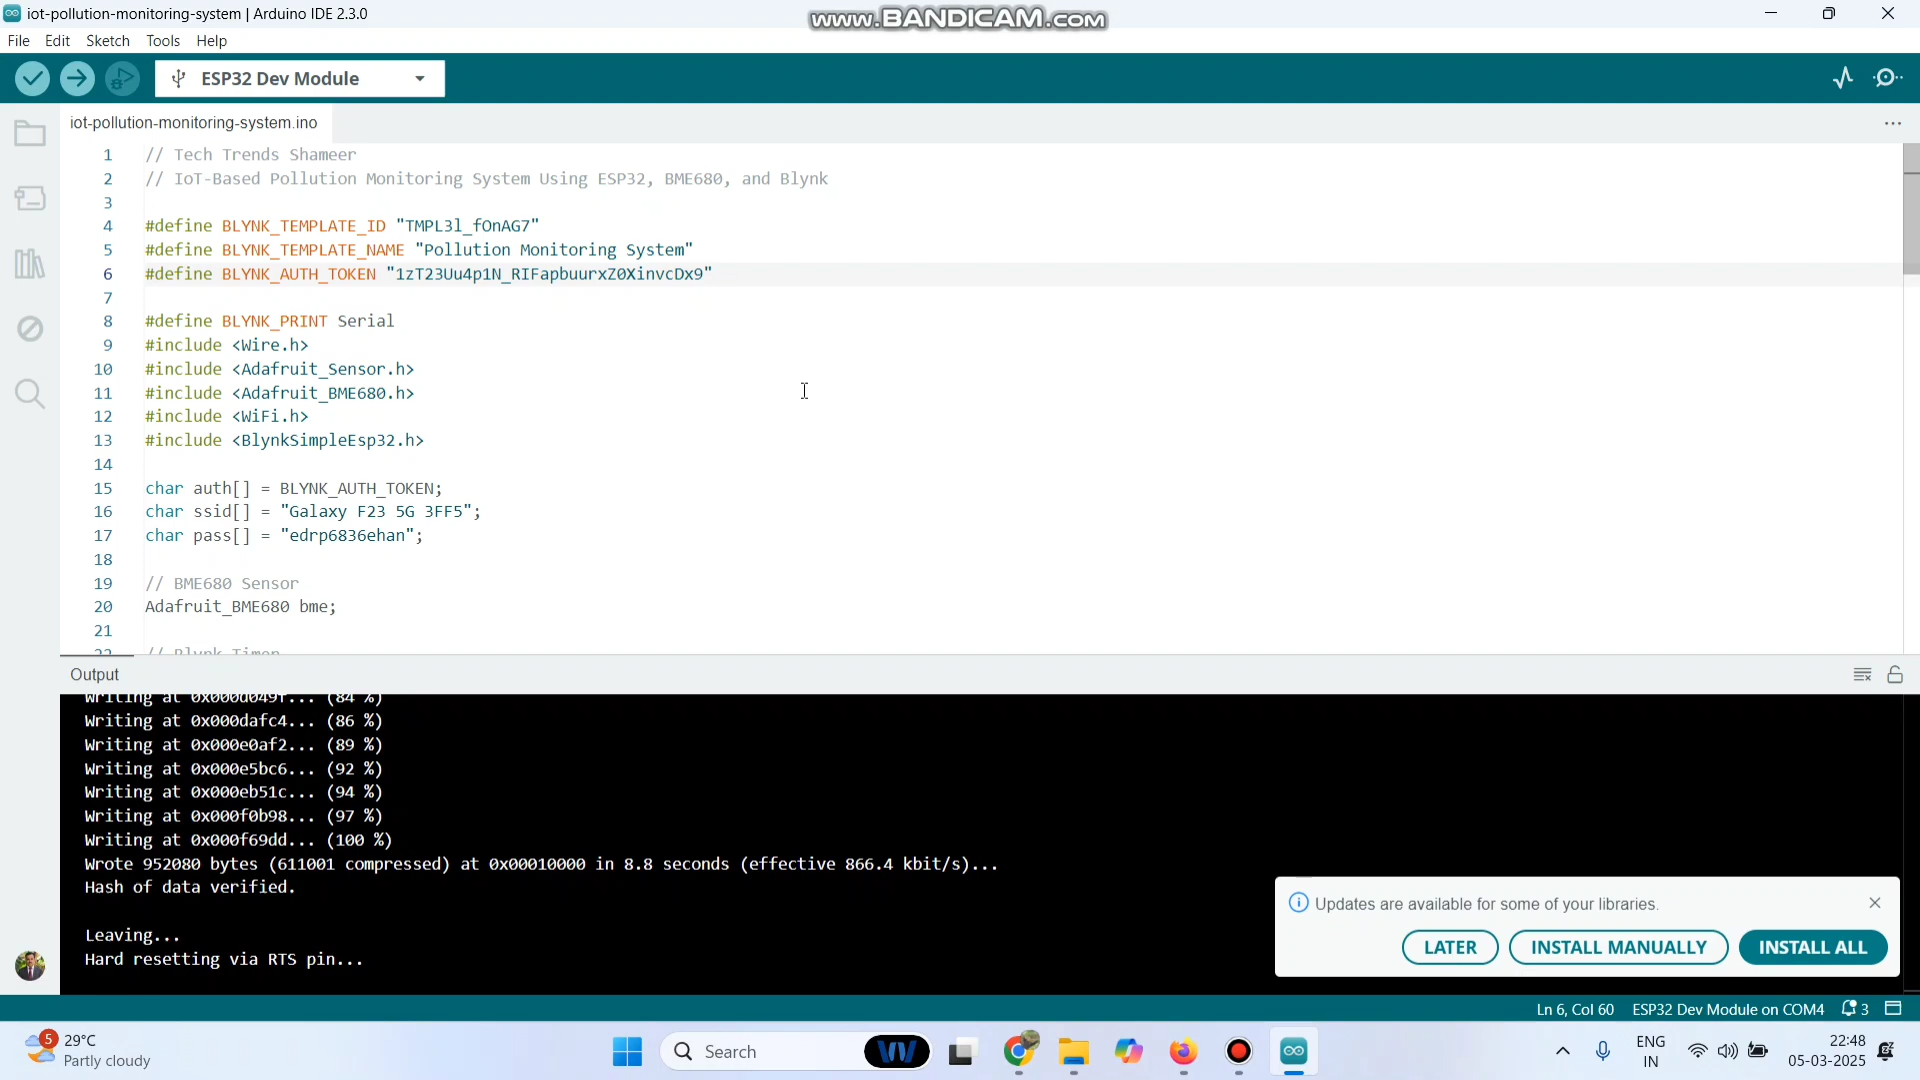 iot-pollution-monitoring-system | Arduino IDE 2.3.0
www.BANDICAM.com
File Edit Sketch Tools Help
ESP32 Dev Module
iot-pollution-monitoring-system.ino
1 // Tech Trends Shameer
2 // IoT-Based Pollution Monitoring System Using ESP32, BME680, and Blynk
3
4 #define BLYNK_TEMPLATE_ID "TMPL3l_fOnAG7"
5 #define BLYNK_TEMPLATE_NAME "Pollution Monitoring System"
6 #define BLYNK_AUTH_TOKEN "1zT23Uu4p1N_RIFapbuurxZ0XinvcDx9"
7
8 #define BLYNK_PRINT Serial
9 #include <Wire.h>
10 #include <Adafruit_Sensor.h>
11 #include <Adafruit_BME680.h>
12 #include <WiFi.h>
13 #include <BlynkSimpleEsp32.h>
14
15 char auth[] = BLYNK_AUTH_TOKEN;
16 char ssid[] = "Galaxy F23 5G 3FF5";
17 char pass[] = "edrp6836ehan";
18
19 // BME680 Sensor
20 Adafruit_BME680 bme;
21
22 // Blynk Timer
Output
Writing at 0x000d049f... (84 %)
Writing at 0x000dafc4... (86 %)
Writing at 0x000e0af2... (89 %)
Writing at 0x000e5bc6... (92 %)
Writing at 0x000eb51c... (94 %)
Writing at 0x000f0b98... (97 %)
Writing at 0x000f69dd... (100 %)
Wrote 952080 bytes (611001 compressed) at 0x00010000 in 8.8 seconds (effective 866.4 kbit/s)...
Hash of data verified.
Leaving...
Hard resetting via RTS pin...
Updates are available for some of your libraries.
LATER INSTALL MANUALLY INSTALL ALL
Ln 6, Col 60 ESP32 Dev Module on COM4 3
5 29°C
Partly cloudy
Search
ENG
IN
22:48
05-03-2025